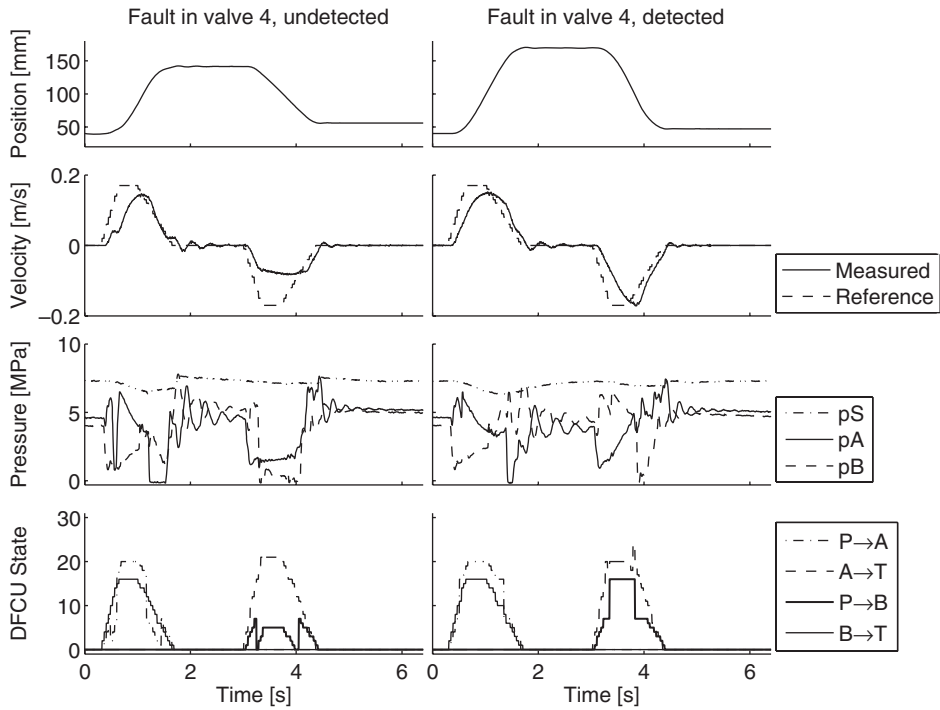 Fault in valve 4, undetected
Fault in valve 4, detected
Position [mm]
150
100
50
Velocity [m/s]
0.2
0
−0.2
Measured
Reference
Pressure [MPa]
10
5
0
pS
pA
pB
DFCU State
30
20
10
0
P→A
A→T
P→B
B→T
0 2 4 6
0 2 4 6
Time [s]
Time [s]